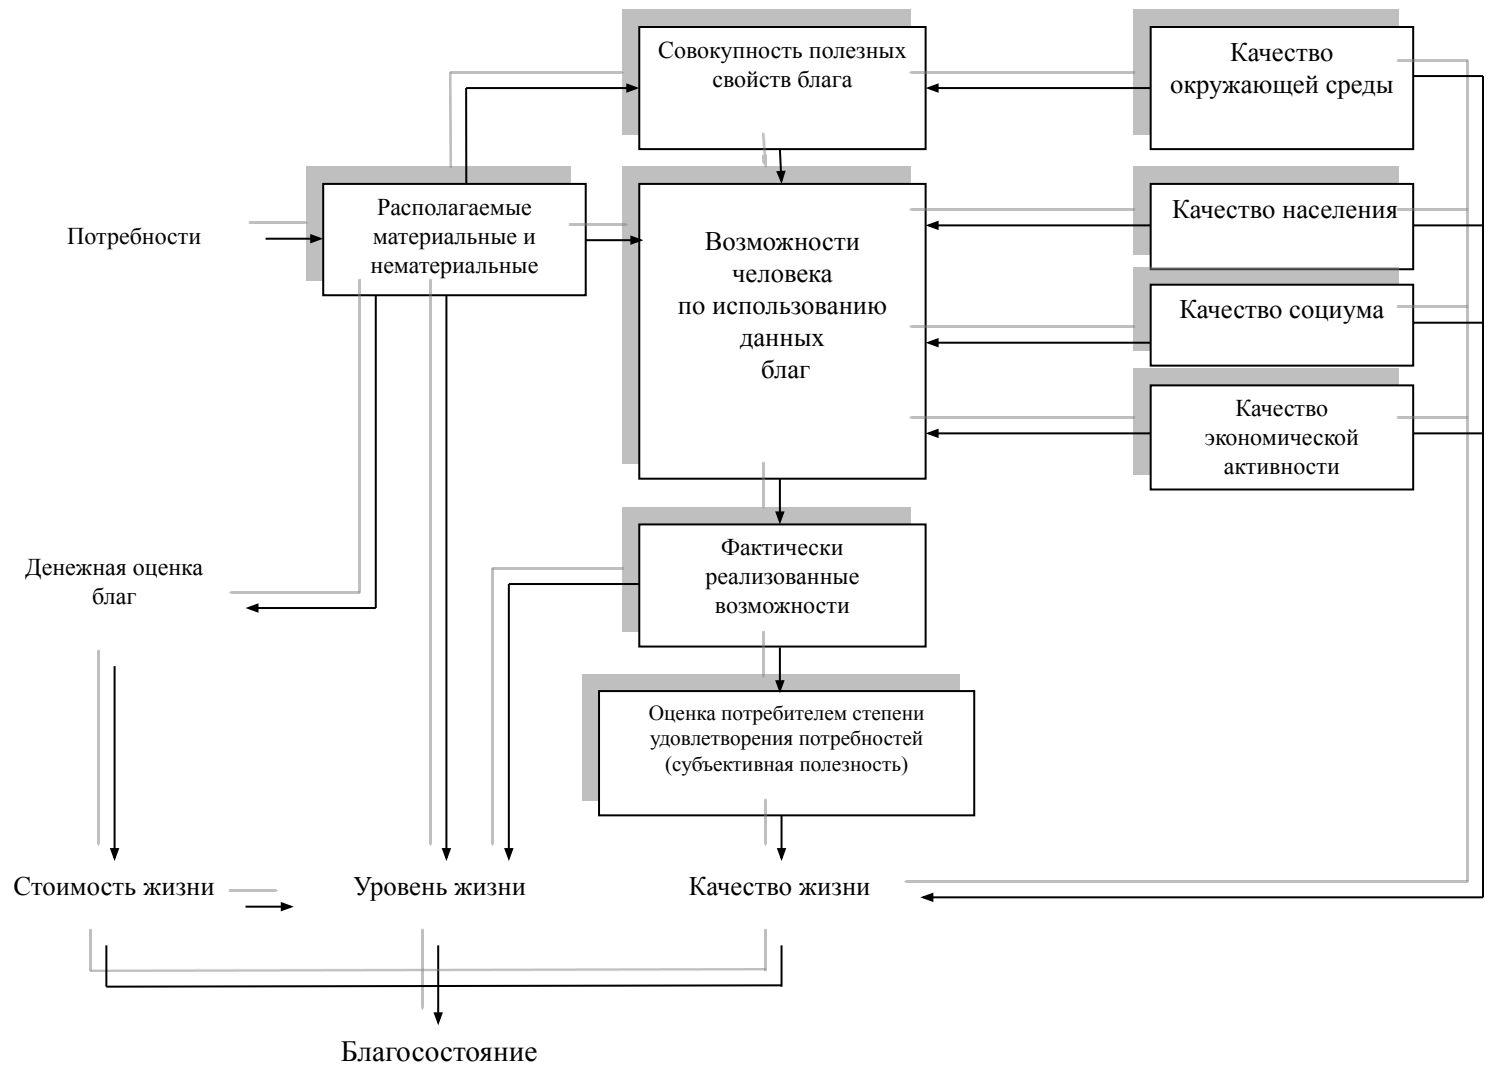 Совокупность полезных
свойств блага
Качество
окружающей среды
Потребности
Располагаемые
материальные и
нематериальные
Возможности
человека
по использованию
данных
благ
Качество населения
Качество социума
Качество
экономической
активности
Денежная оценка
благ
Фактически
реализованные
возможности
Оценка потребителем степени
удовлетворения потребностей
(субъективная полезность)
Стоимость жизни
Уровень жизни
Качество жизни
Благосостояние